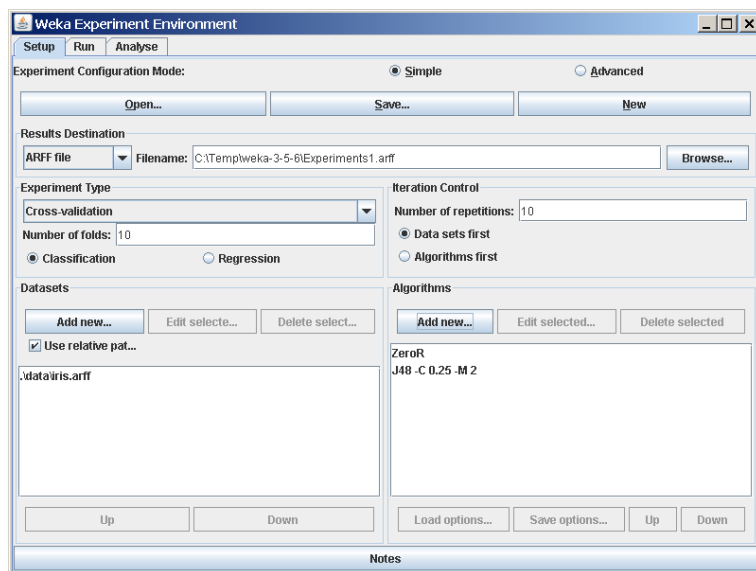 Weka Experiment Environment
Setup Run Analyse
Experiment Configuration Mode: Simple Advanced
Open... Save... New
Results Destination
ARFF file Filename: C:\Temp\weka-3-5-6\Experiments1.arff Browse...
Experiment Type
Cross-validation
Number of folds: 10
Classification Regression
Iteration Control
Number of repetitions: 10
Data sets first
Algorithms first
Datasets
Add new... Edit selecte... Delete select...
Use relative pat...
.\data\iris.arff
Up Down
Algorithms
Add new... Edit selected... Delete selected
ZeroR
J48 -C 0.25 -M 2
Load options... Save options... Up Down
Notes